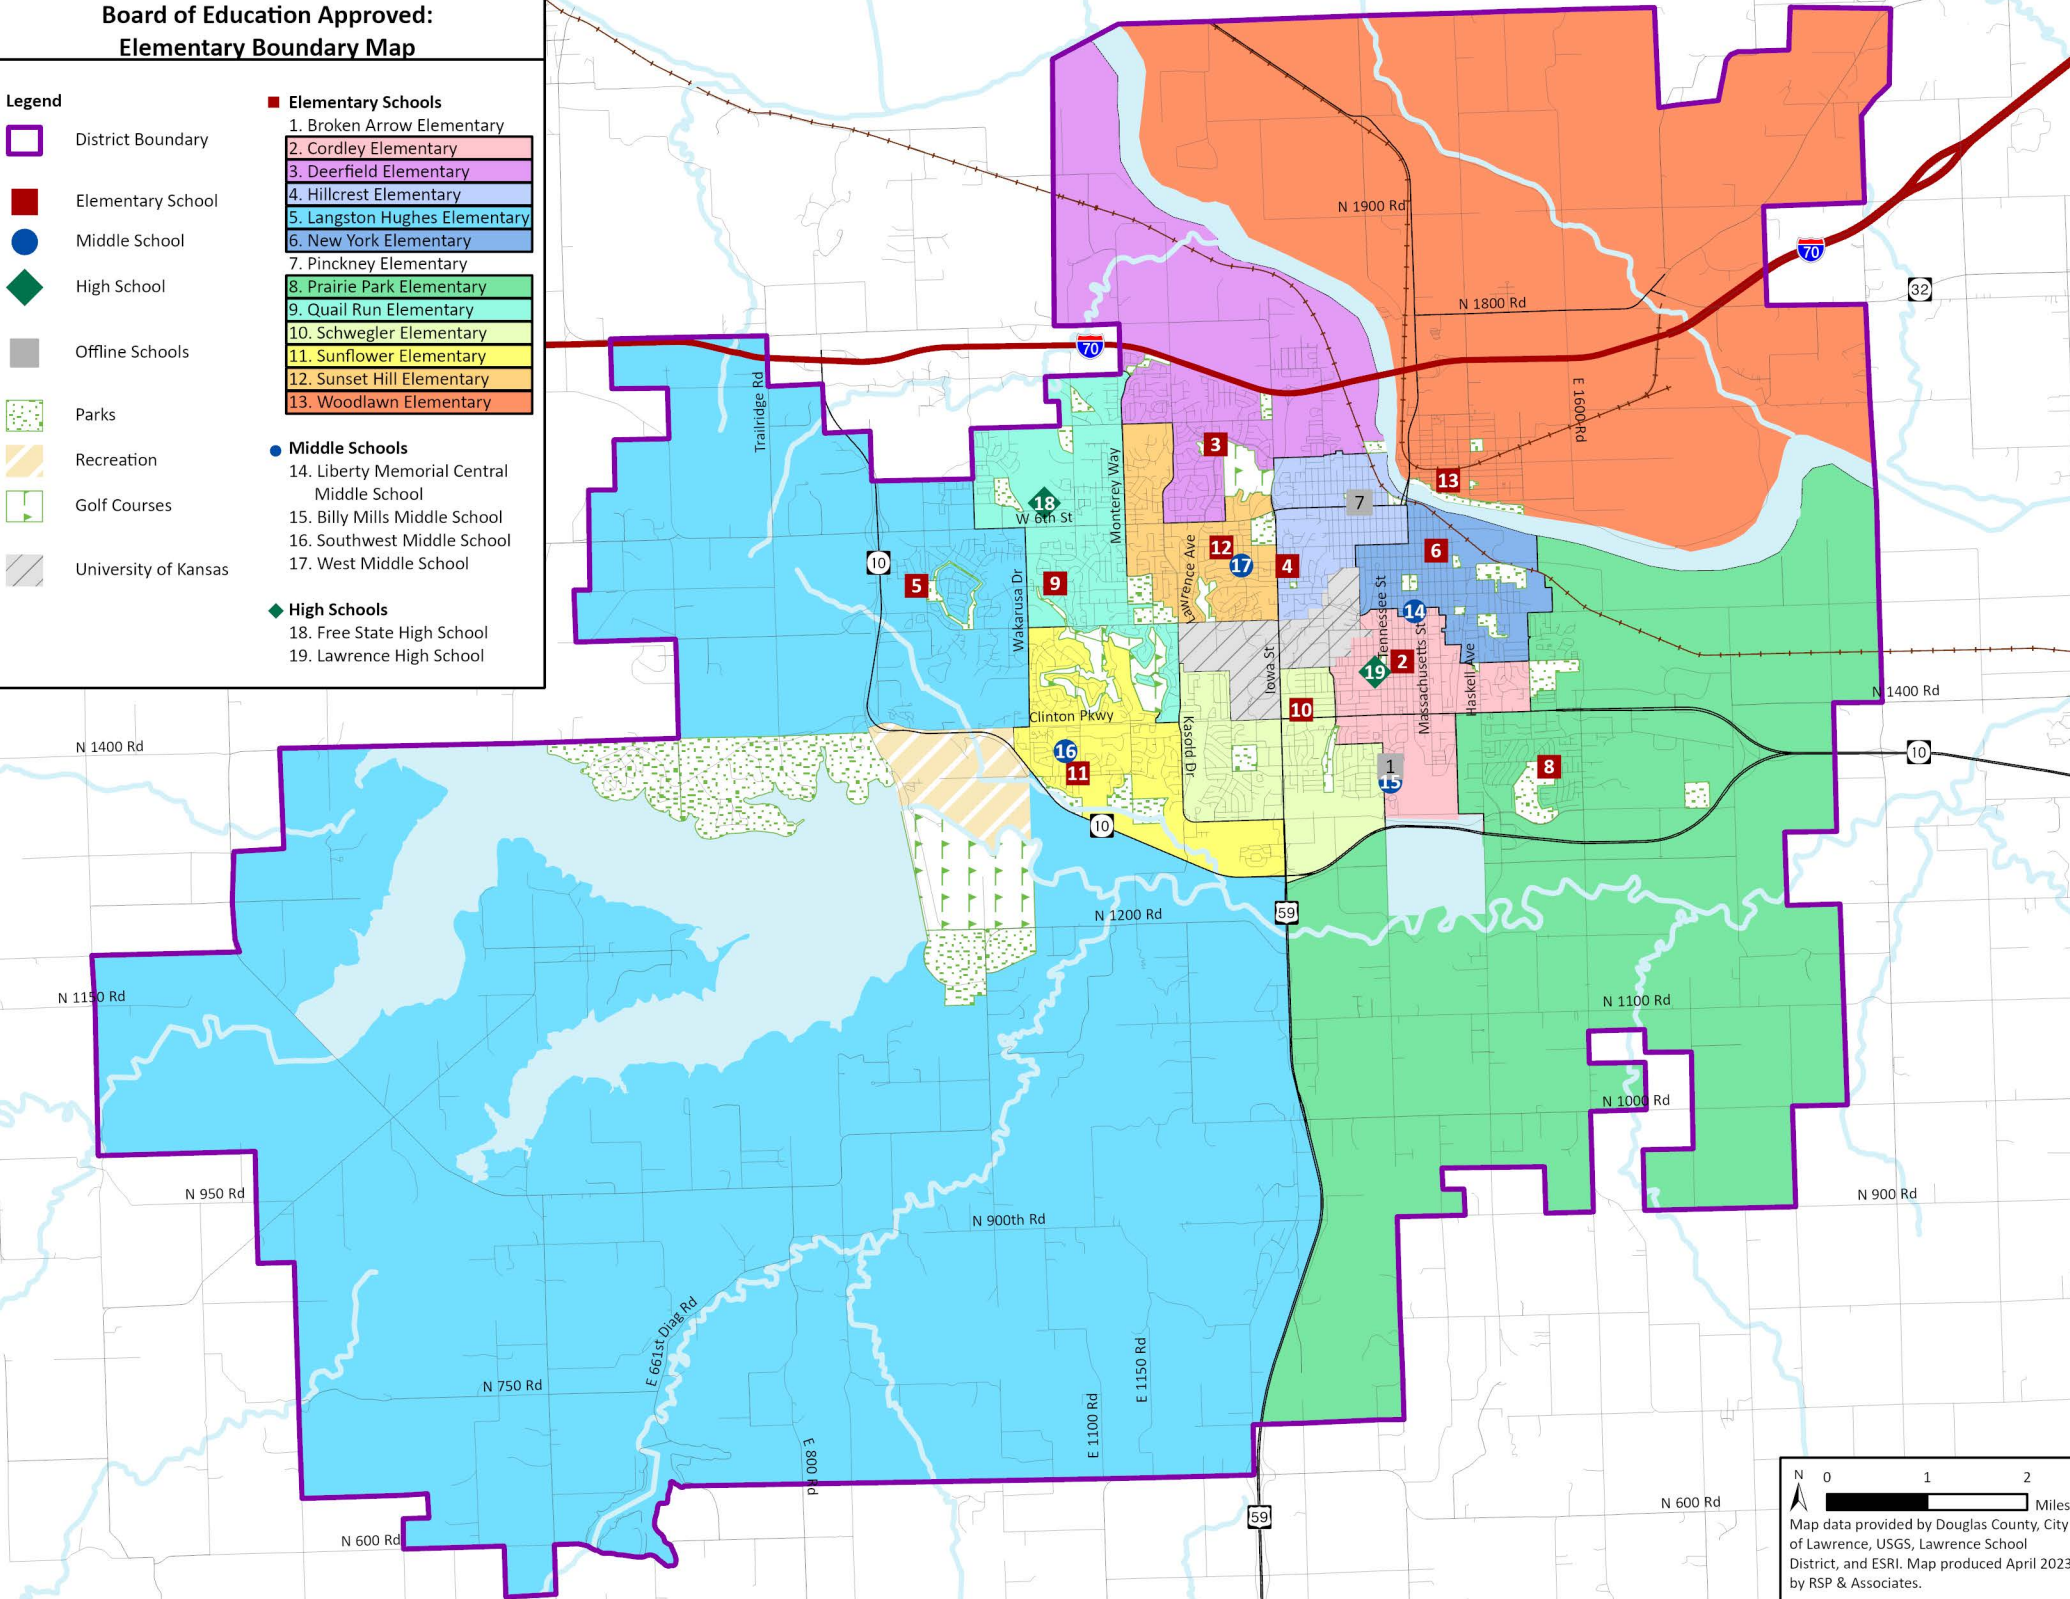 Board of Education Approved:
Elementary Boundary Map
Legend
District Boundary
Elementary School
Middle School
High School
Offline Schools
Parks
Recreation
Golf Courses
University of Kansas
Elementary Schools
1. Broken Arrow Elementary
2. Cordley Elementary
3. Deerfield Elementary
4. Hillcrest Elementary
5. Langston Hughes Elementary
6. New York Elementary
7. Pinckney Elementary
8. Prairie Park Elementary
9. Quail Run Elementary
10. Schwegler Elementary
11. Sunflower Elementary
12. Sunset Hill Elementary
13. Woodlawn Elementary
Middle Schools
14. Liberty Memorial Central
Middle School
15. Billy Mills Middle School
16. Southwest Middle School
17. West Middle School
High Schools
18. Free State High School
19. Lawrence High School
N 1900 Rd
70
32
N 1800 Rd
70
Trailridge Rd
E 1600 Rd
3
Monterey Way
13
18
7
W 6th St
10
12
17
6
4
Lawrence Ave
5
9
Wakarusa Dr
Tennessee St
14
Massachusetts St
2
19
Iowa St
Haskell Ave
N 1400 Rd
10
Clinton Pkwy
Kasold Dr
N 1400 Rd
16
11
1
15
8
10
10
59
N 1200 Rd
N 1150 Rd
N 1100 Rd
N 1000 Rd
N 950 Rd
N 900 Rd
N 900th Rd
E 661st Diag Rd
N 750 Rd
E 1150 Rd
E 1100 Rd
E 800 Rd
N 600 Rd
59
N 600 Rd
N
0 1 2
Miles
Map data provided by Douglas County, City
of Lawrence, USGS, Lawrence School
District, and ESRI. Map produced April 2023
by RSP & Associates.